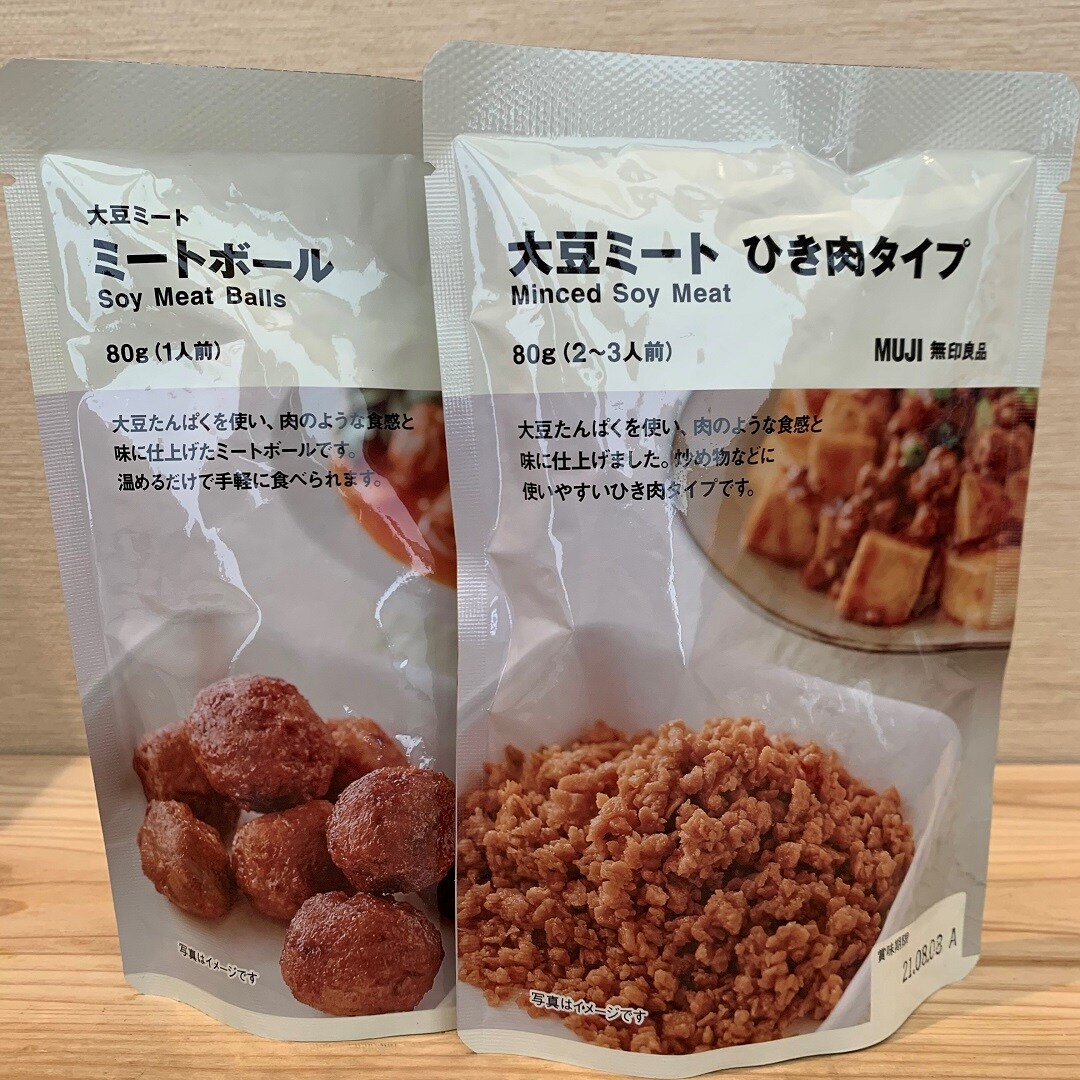 大豆ミート
ミートボール
Soy Meat Balls
80g(1人前)
大豆たんぱくを使い、肉のような食感と
味に仕上げたミートボールです。
温めるだけで手軽に食べられます。
写真はイメージです
大豆ミート ひき肉タイプ
Minced Soy Meat
80g(2〜3人前)
MUJI 無印良品
大豆たんぱくを使い、肉のような食感と
味に仕上げました。炒め物などに
使いやすいひき肉タイプです。
写真はイメージです
賞味期限
21.08.03 A